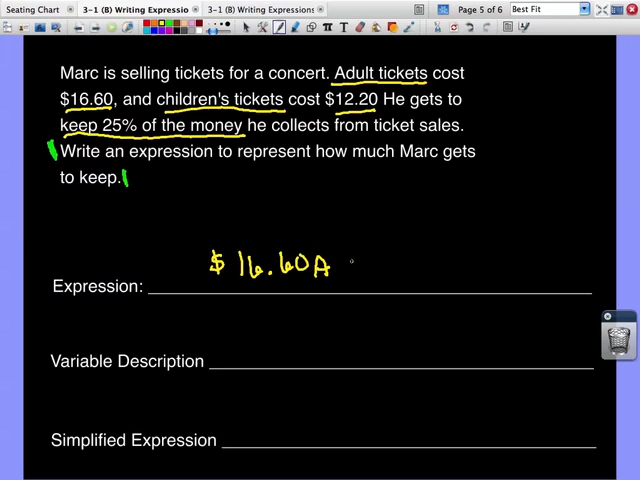 Seating Chart
3–1 (B) Writing Expressio
3–1 (B) Writing Expressions
Page 5 of 6
Best Fit
Marc is selling tickets for a concert. Adult tickets cost
$16.60, and children's tickets cost $12.20 He gets to
keep 25% of the money he collects from ticket sales.
Write an expression to represent how much Marc gets
to keep.
$ 16.60A
Expression:
Variable Description
Simplified Expression